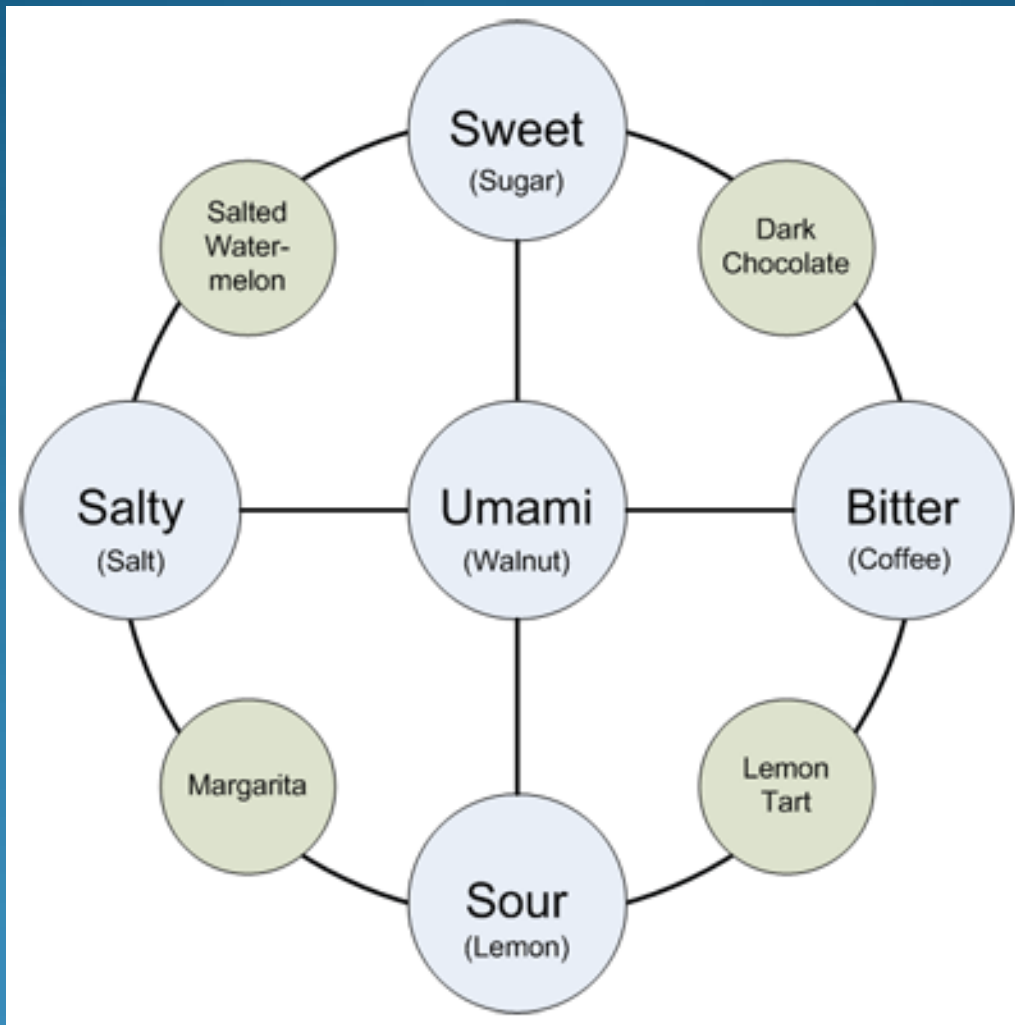 Sweet
(Sugar)
Salted
Water-
melon
Dark
Chocolate
Salty
(Salt)
Umami
(Walnut)
Bitter
(Coffee)
Margarita
Lemon
Tart
Sour
(Lemon)